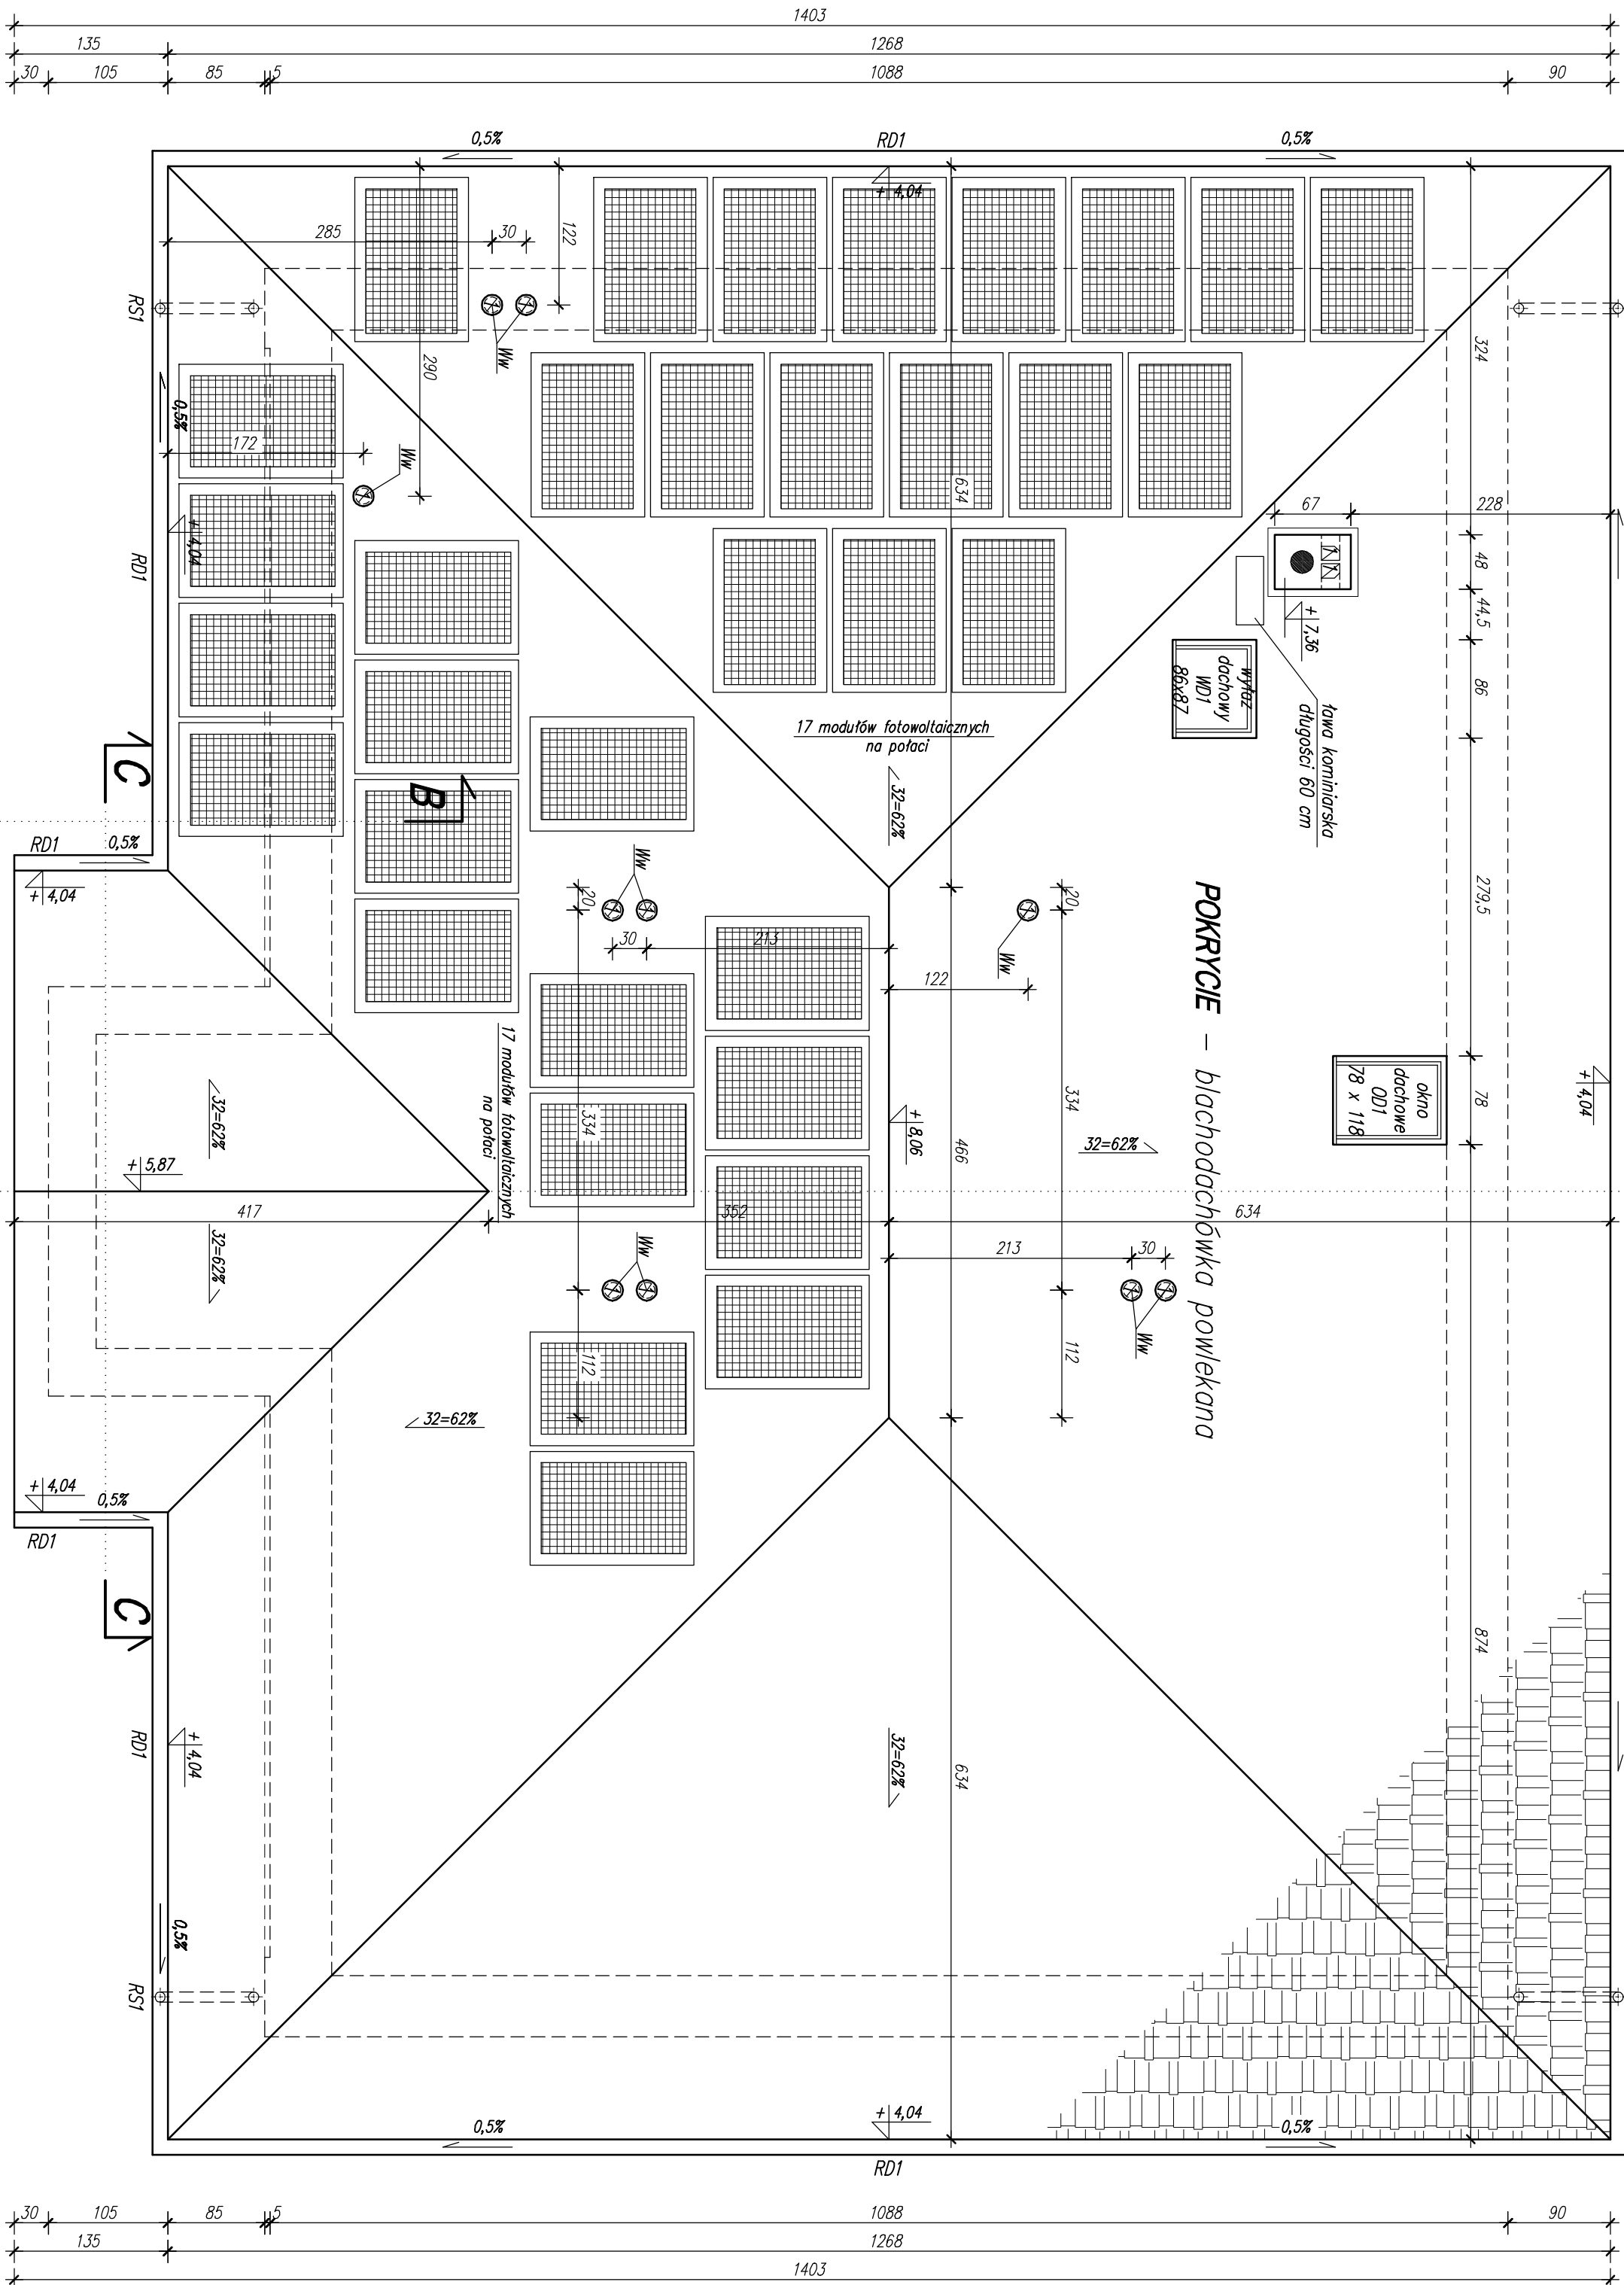 1403
135
1268
30
105
85
5
1088
90
0,5%
RD1
0,5%
+ 4,04
285
30
122
Ww
290
RS1
324
0,5%
172
Ww
+ 4,04
RD1
634
67
228
48
44,5
86
+ 7,36
ława kominiarska
długości 60 cm
wyłaz
dachowy
WD1
86x87
17 modułów fotowoltaicznych
na połaci
32=62%
C
B
RD1
0,5%
+ 4,04
Ww
20
30
213
20
Ww
122
279,5
POKRYCIE – blachodachówka powlekana
okno
dachowe
OD1
78 x 118
78
+ 4,04
17 modułów fotowoltaicznych
na połaci
334
334
+ 8,06
466
32=62%
32=62%
+ 5,87
417
352
634
32=62%
Ww
213
30
Ww
112
112
32=62%
+ 4,04
0,5%
RD1
C
874
RD1
+ 4,04
32=62%
634
0,5%
RS1
0,5%
+ 4,04
0,5%
RD1
30
105
85
5
1088
90
135
1268
1403